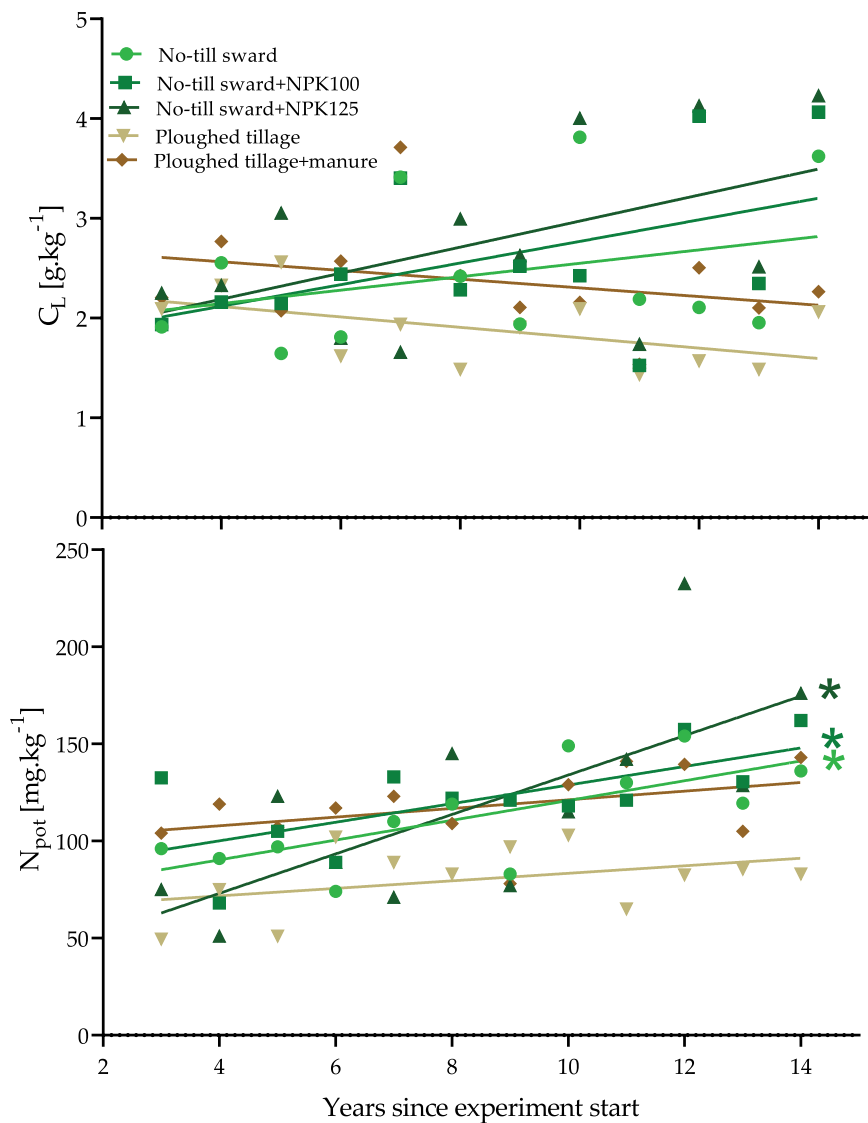 5
No-till sward
No-till sward+NPK100
No-till sward+NPK125
Ploughed tillage
Ploughed tillage+manure
4
3
2
1
0
C_L [g.kg⁻¹]
250
200
150
100
50
0
N_pot [mg.kg⁻¹]
*
*
*
2 4 6 8 10 12 14
Years since experiment start